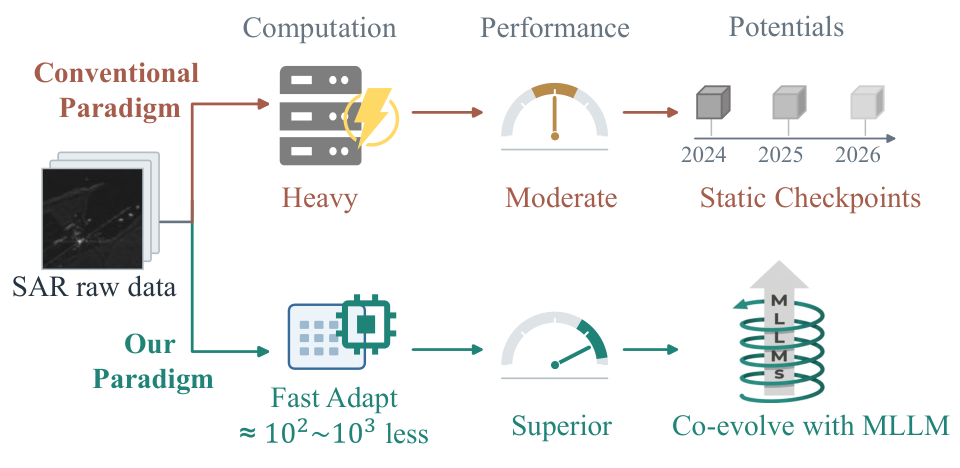 Computation
Performance
Potentials
Conventional
Paradigm
2024
2025
2026
Heavy
Moderate
Static Checkpoints
SAR raw data
Our
Paradigm
MLLMs
Fast Adapt
≈ 10²~10³ less
Superior
Co-evolve with MLLM